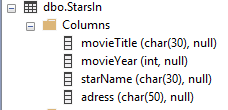 dbo.StarsIn
Columns
movieTitle (char(30), null)
movieYear (int, null)
starName (char(30), null)
adress (char(50), null)